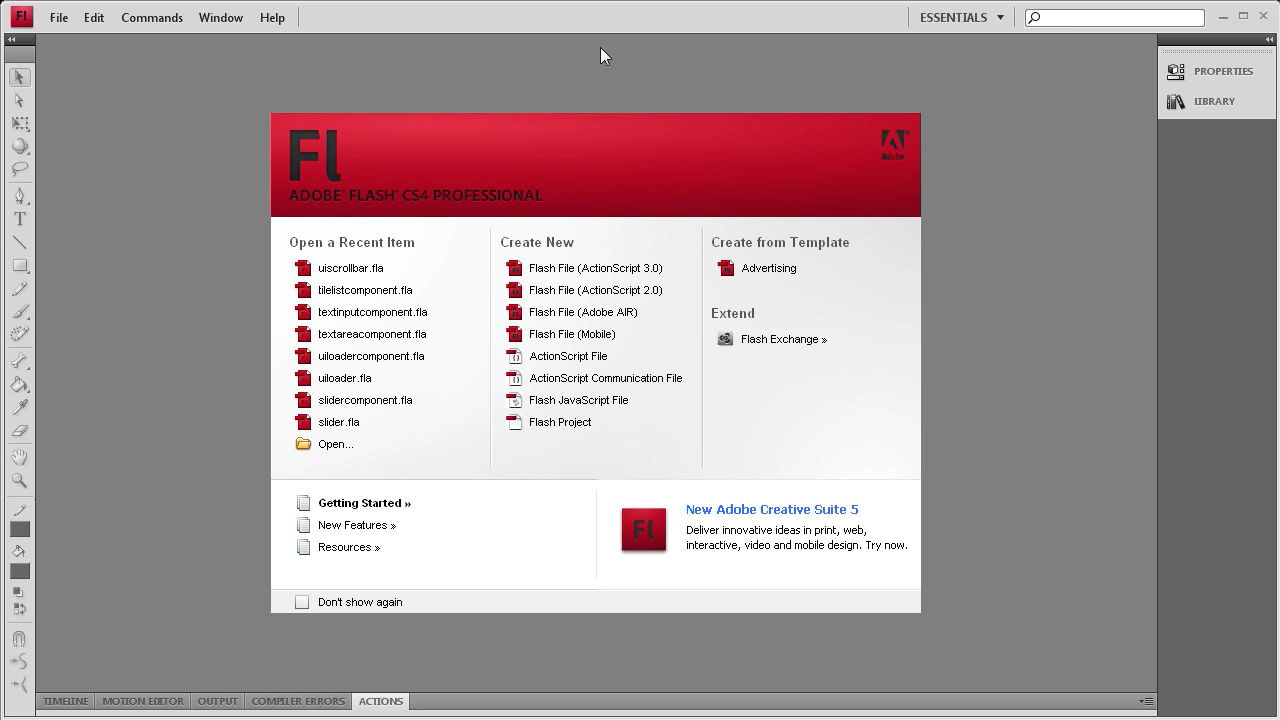 Fl File Edit Commands Window Help ESSENTIALS
PROPERTIES
LIBRARY
Fl
Adobe
ADOBE® FLASH® CS4 PROFESSIONAL
Open a Recent Item
uiscrollbar.fla
tilelistcomponent.fla
textinputcomponent.fla
textareacomponent.fla
uiloadercomponent.fla
uiloader.fla
slidercomponent.fla
slider.fla
Open...
Create New
Flash File (ActionScript 3.0)
Flash File (ActionScript 2.0)
Flash File (Adobe AIR)
Flash File (Mobile)
ActionScript File
ActionScript Communication File
Flash JavaScript File
Flash Project
Create from Template
Advertising
Extend
Flash Exchange »
Getting Started »
New Features »
Resources »
Fl
New Adobe Creative Suite 5
Deliver innovative ideas in print, web,
interactive, video and mobile design. Try now.
Don't show again
TIMELINE MOTION EDITOR OUTPUT COMPILER ERRORS ACTIONS